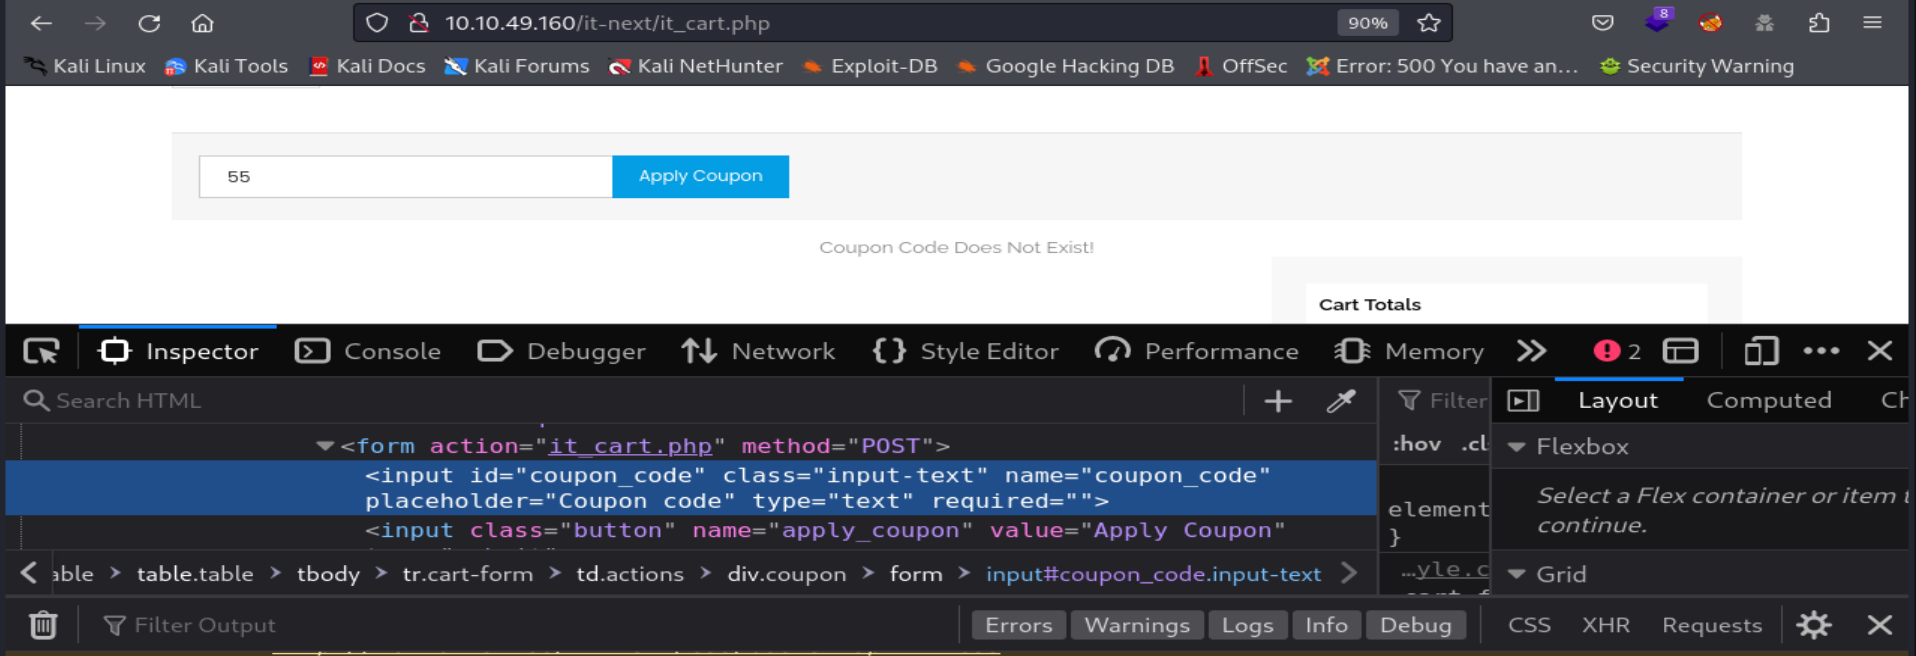 10.10.49.160/it-next/it_cart.php 90% 8
Kali Linux Kali Tools Kali Docs Kali Forums Kali NetHunter Exploit-DB Google Hacking DB OffSec Error: 500 You have an... Security Warning
55 Apply Coupon
Coupon Code Does Not Exist!
Cart Totals
Inspector Console Debugger Network Style Editor Performance Memory 2
Search HTML Filter Layout Computed Ch
<form action="it_cart.php" method="POST"> :hov .cl Flexbox
<input id="coupon_code" class="input-text" name="coupon_code"
placeholder="Coupon code" type="text" required=""> Select a Flex container or item t
element continue.
<input class="button" name="apply_coupon" value="Apply Coupon" }
able > table.table > tbody > tr.cart-form > td.actions > div.coupon > form > input#coupon_code.input-text …yle.c Grid
Filter Output Errors Warnings Logs Info Debug CSS XHR Requests